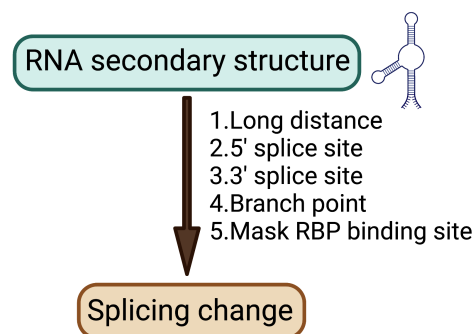 RNA secondary structure
1.Long distance
2.5' splice site
3.3' splice site
4.Branch point
5.Mask RBP binding site
Splicing change